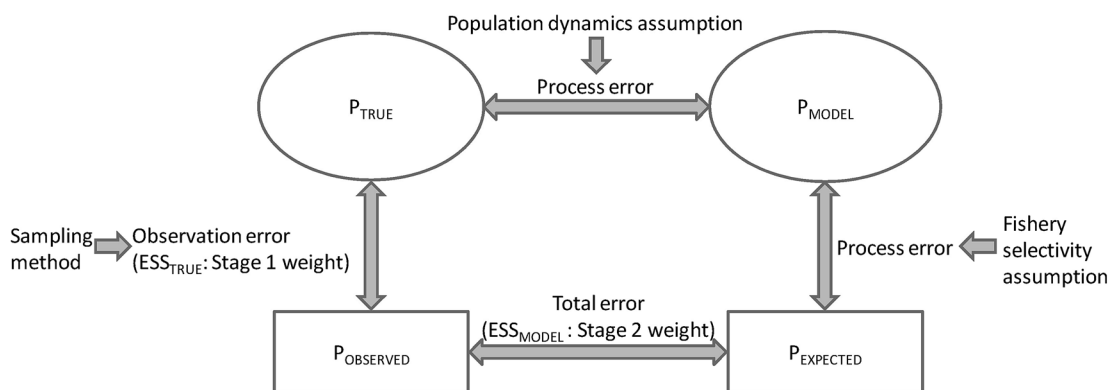 Population dynamics assumption
Process error
P_TRUE
P_MODEL
Sampling
method
Observation error
(ESS_TRUE: Stage 1 weight)
Process error
Fishery
selectivity
assumption
Total error
(ESS_MODEL : Stage 2 weight)
P_OBSERVED
P_EXPECTED